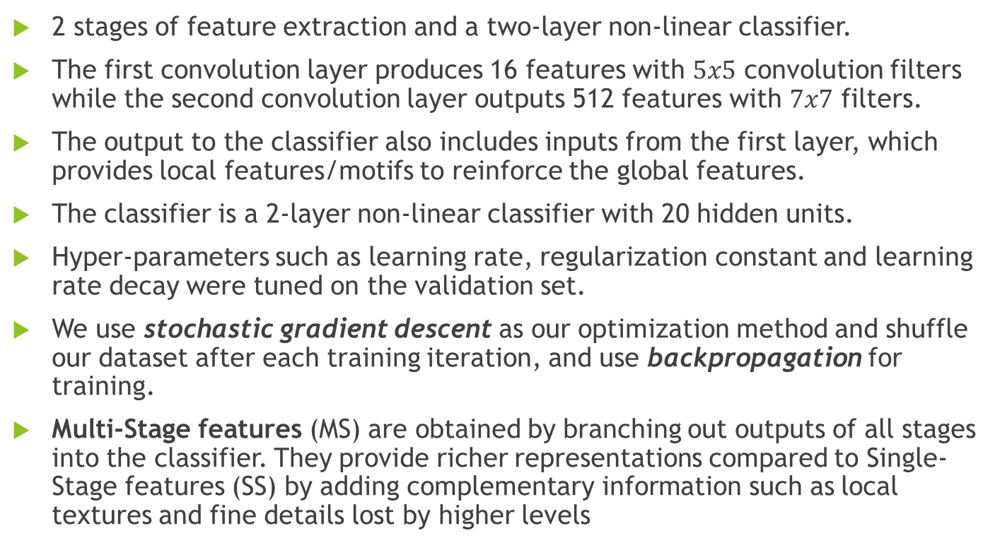 2 stages of feature extraction and a two-layer non-linear classifier.
The first convolution layer produces 16 features with 5x5 convolution filters
while the second convolution layer outputs 512 features with 7x7 filters.
The output to the classifier also includes inputs from the first layer, which
provides local features/motifs to reinforce the global features.
The classifier is a 2-layer non-linear classifier with 20 hidden units.
Hyper-parameters such as learning rate, regularization constant and learning
rate decay were tuned on the validation set.
We use stochastic gradient descent as our optimization method and shuffle
our dataset after each training iteration, and use backpropagation for
training.
Multi-Stage features (MS) are obtained by branching out outputs of all stages
into the classifier. They provide richer representations compared to Single-
Stage features (SS) by adding complementary information such as local
textures and fine details lost by higher levels